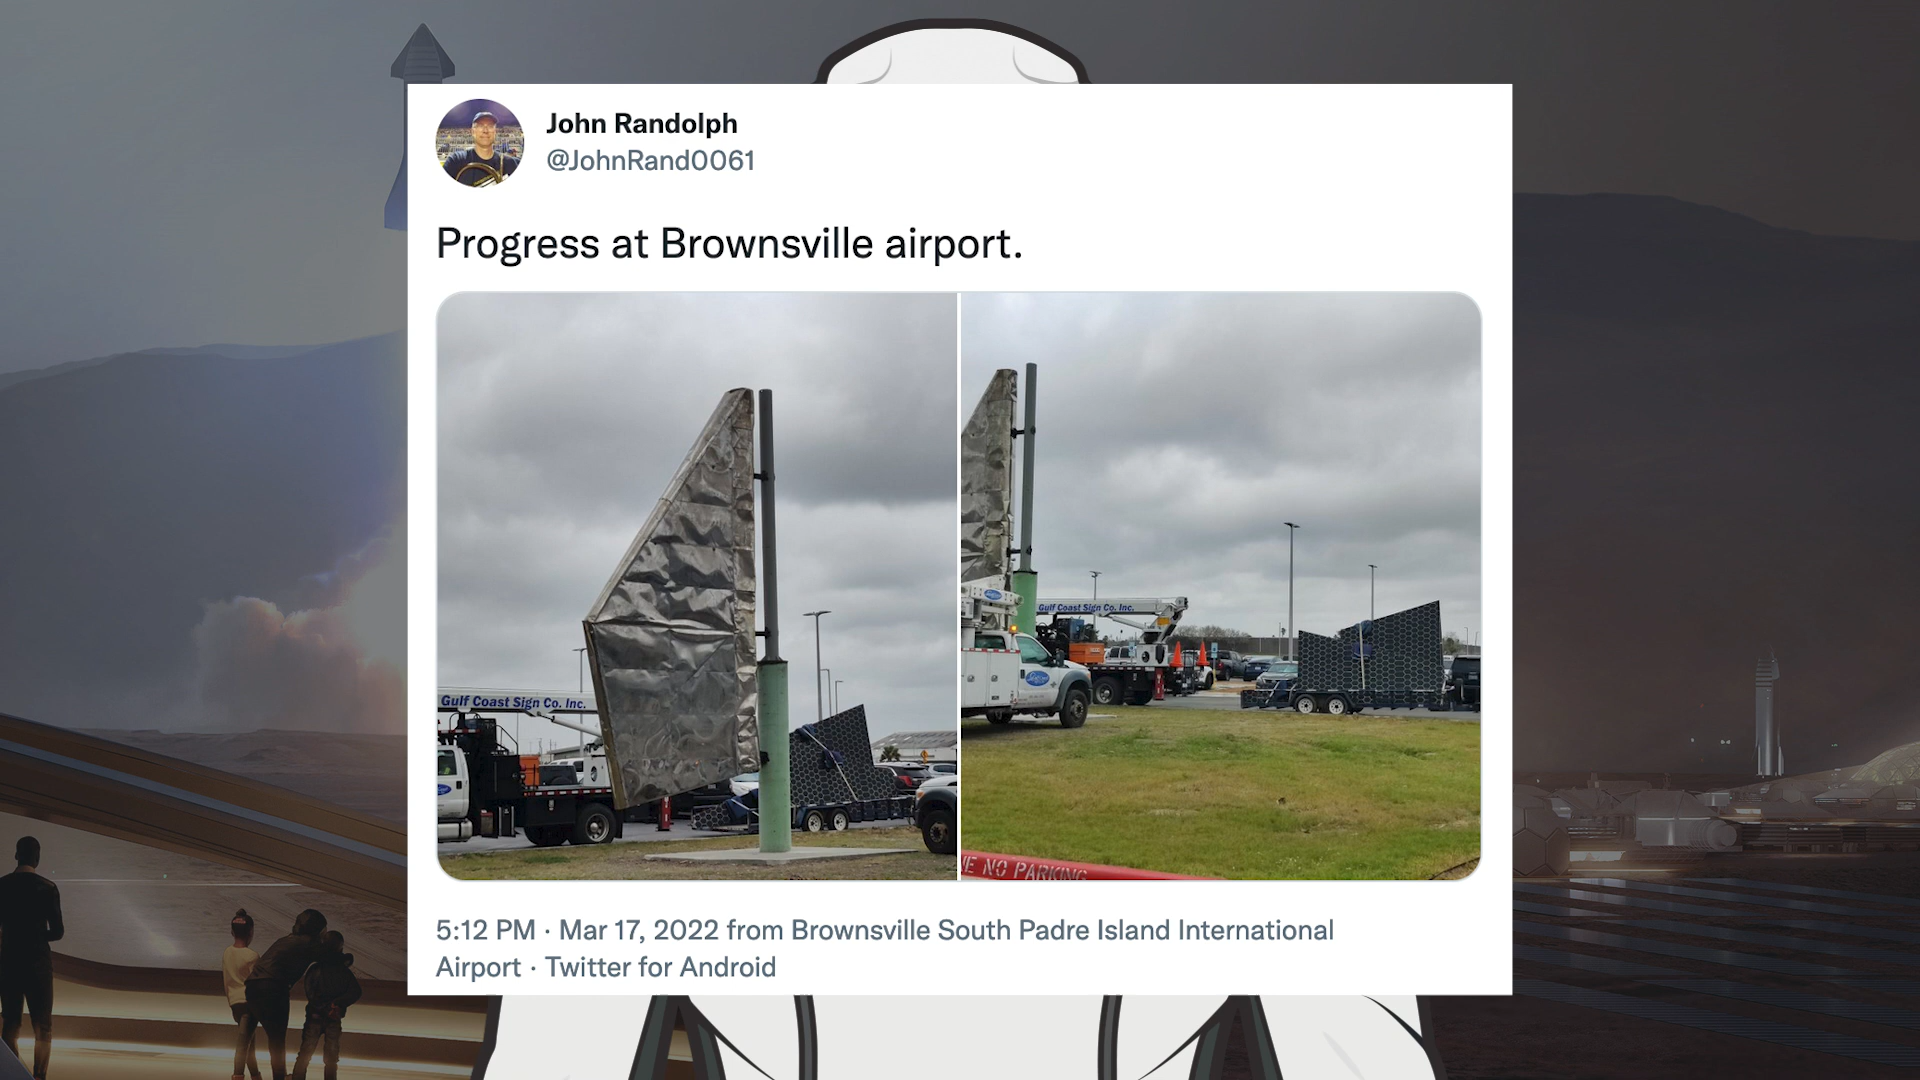 John Randolph
@JohnRand0061
Progress at Brownsville airport.
Gulf Coast Sign Co. Inc.
Gulf Coast Sign Co. Inc.
E NO PARKING
5:12 PM · Mar 17, 2022 from Brownsville South Padre Island International
Airport · Twitter for Android